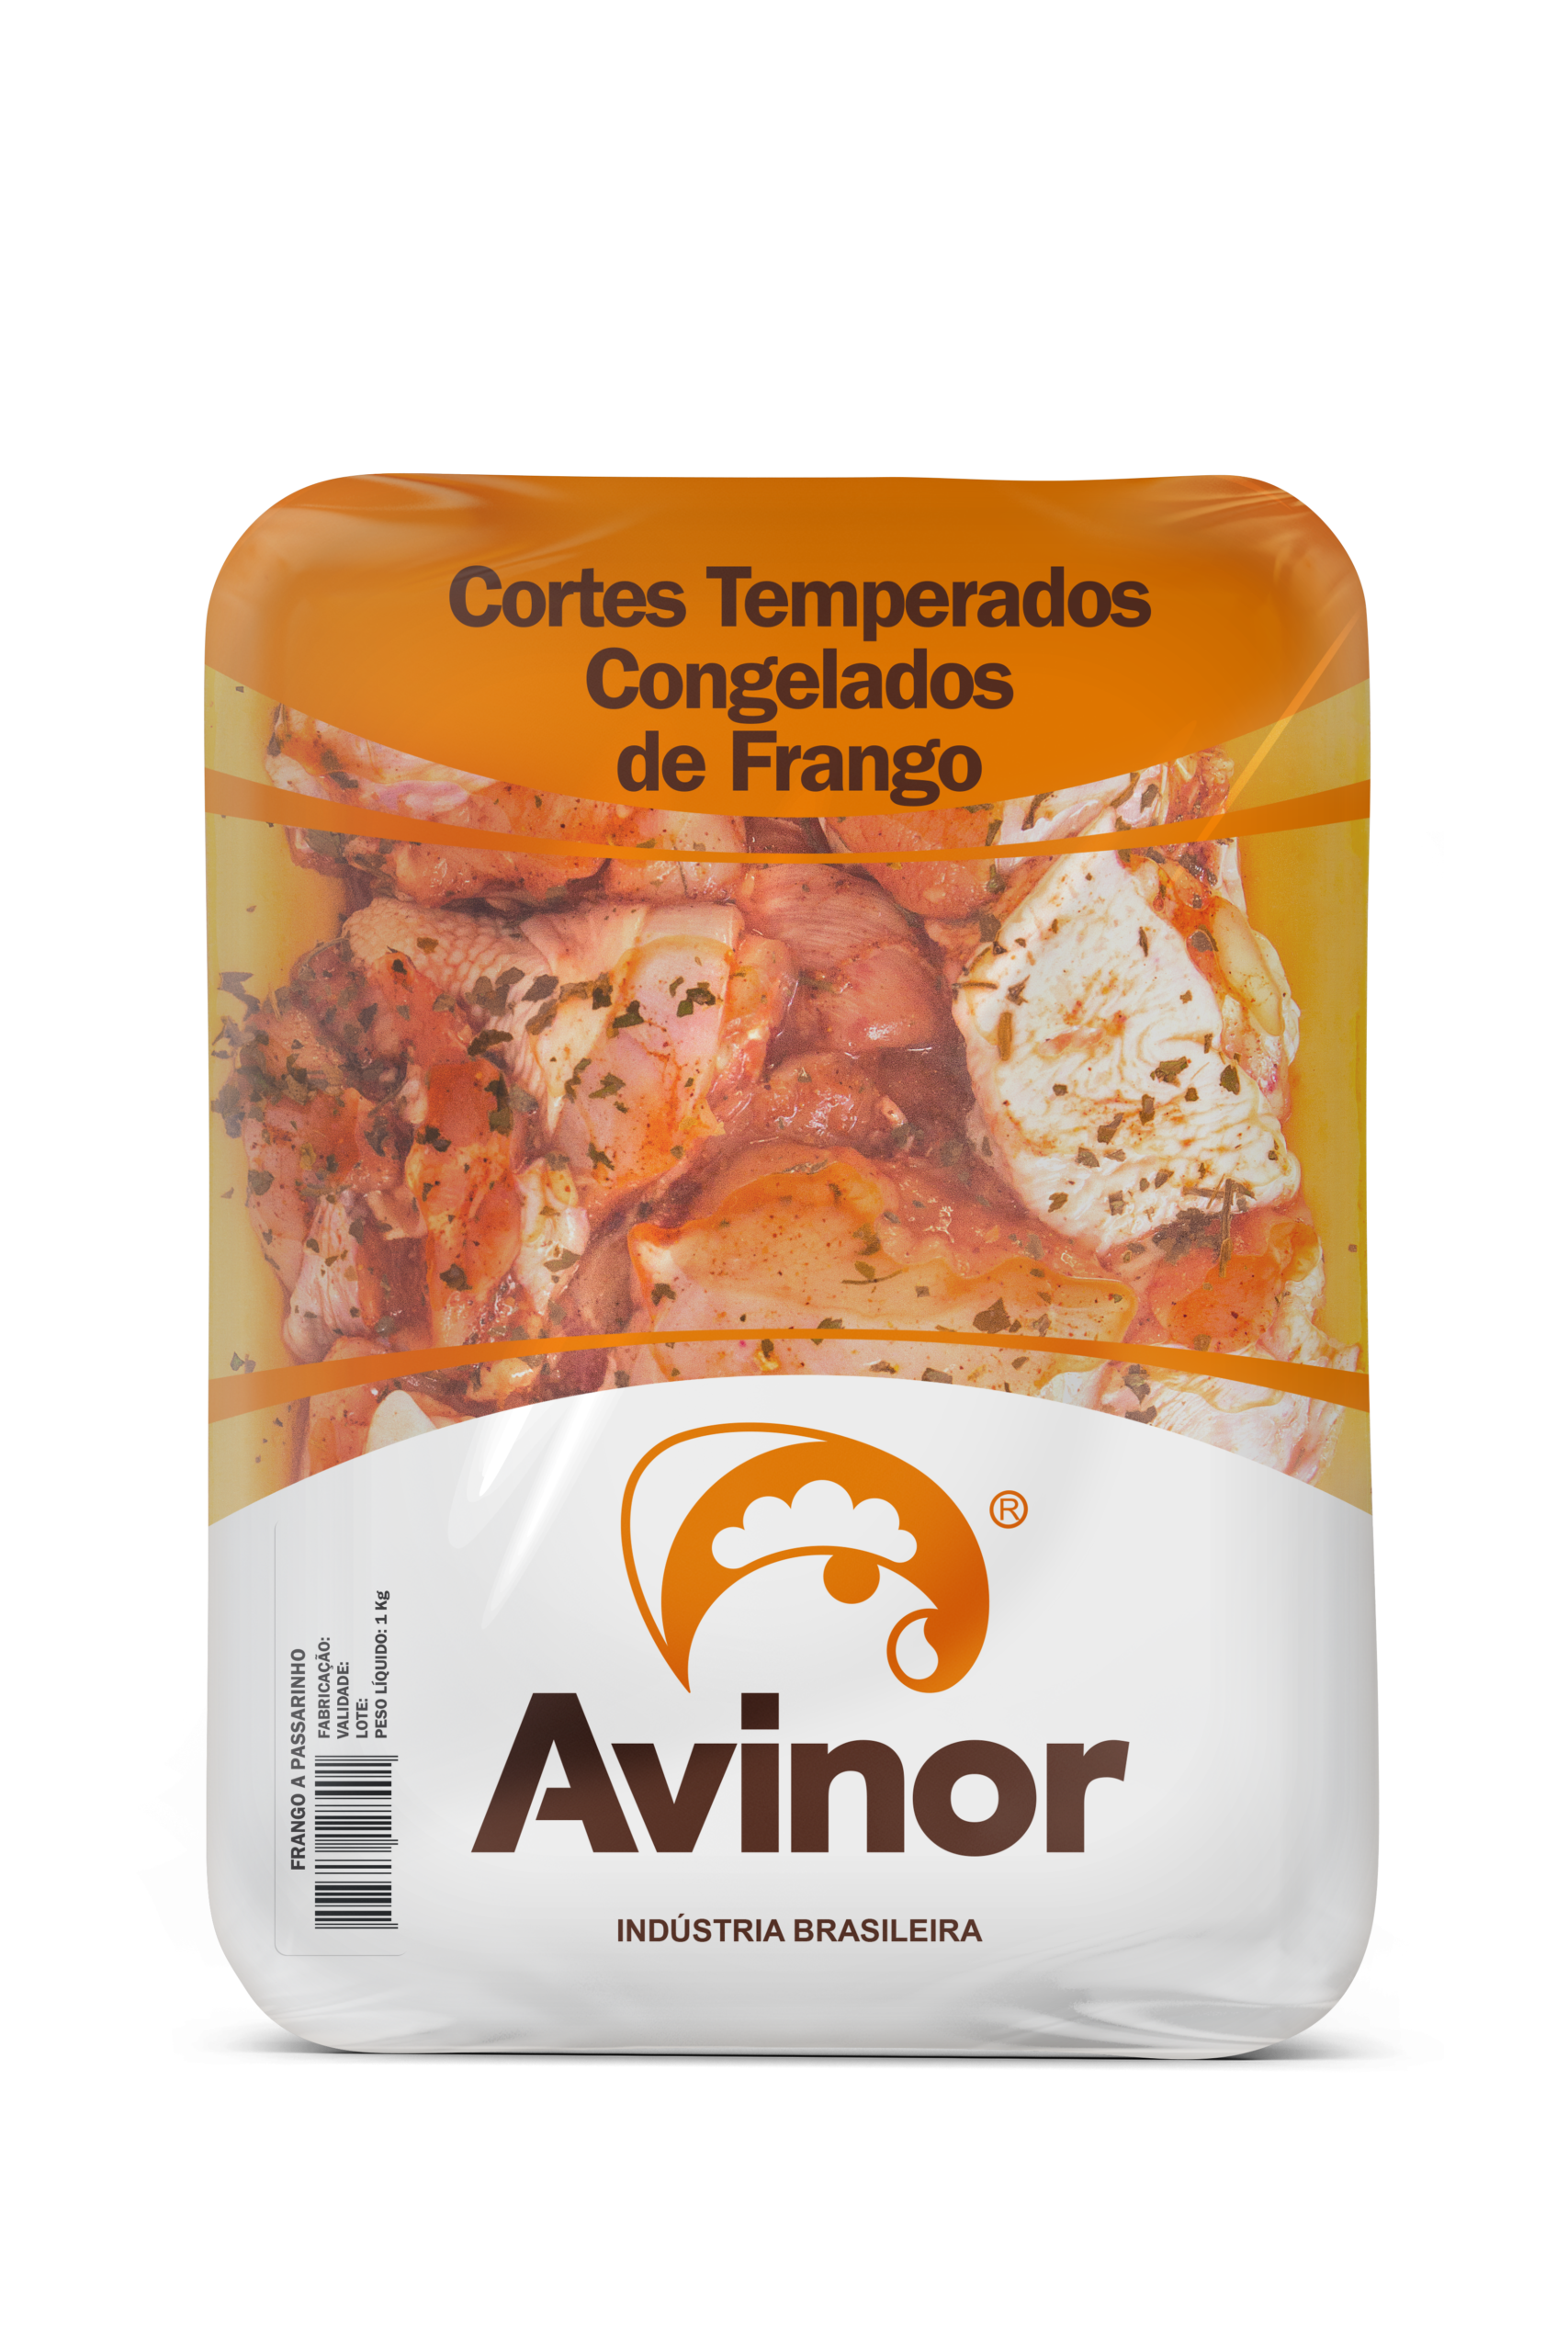 Cortes Temperados
Congelados
de Frango
®
Avinor
INDÚSTRIA BRASILEIRA
FRANGO A PASSARINHO
FABRICAÇÃO:
VALIDADE:
LOTE:
PESO LÍQUIDO: 1 Kg